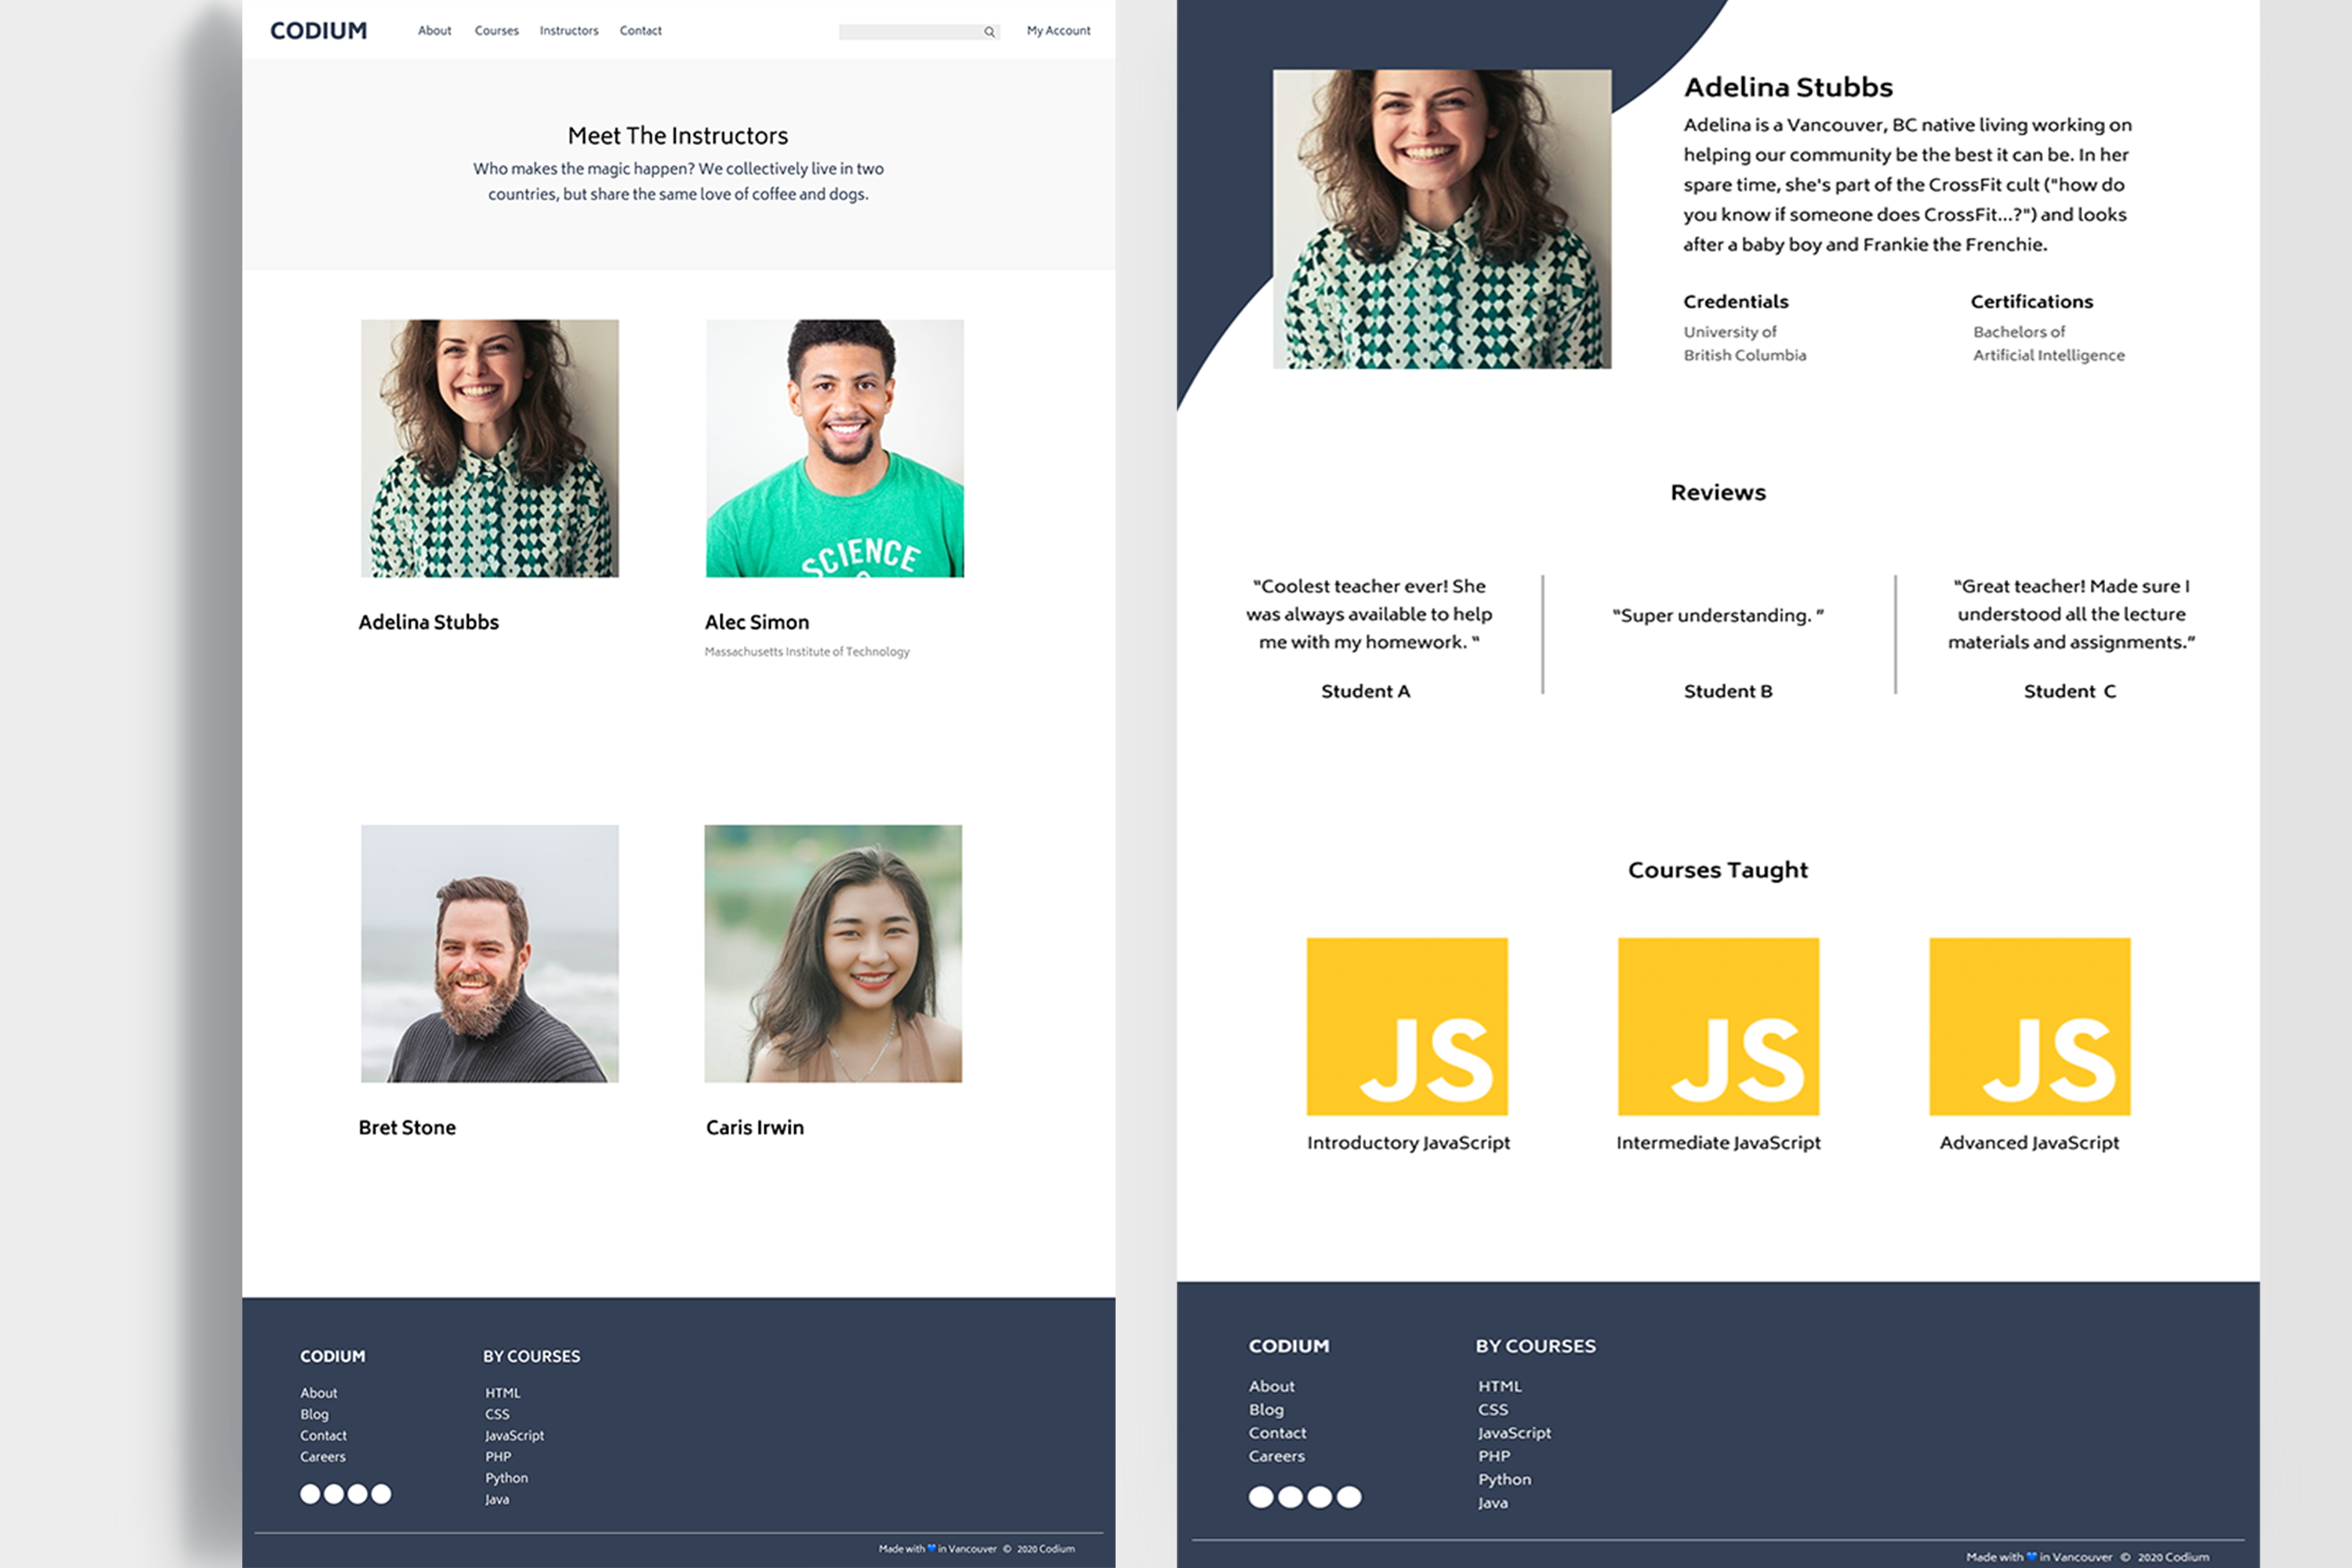 CODIUM
About Courses Instructors Contact
My Account
Meet The Instructors
Who makes the magic happen? We collectively live in two
countries, but share the same love of coffee and dogs.
SCIENCE
Adelina Stubbs
Alec Simon
Massachusetts Institute of Technology
Bret Stone
Caris Irwin
CODIUM
About
Blog
Contact
Careers
BY COURSES
HTML
CSS
JavaScript
PHP
Python
Java
Made with 💙 in Vancouver © 2020 Codium
Adelina Stubbs
Adelina is a Vancouver, BC native living working on
helping our community be the best it can be. In her
spare time, she's part of the CrossFit cult ("how do
you know if someone does CrossFit...?") and looks
after a baby boy and Frankie the Frenchie.
Credentials
University of
British Columbia
Certifications
Bachelors of
Artificial Intelligence
Reviews
“Coolest teacher ever! She
was always available to help
me with my homework. “
Student A
“Super understanding. ”
Student B
“Great teacher! Made sure I
understood all the lecture
materials and assignments.”
Student C
Courses Taught
JS
Introductory JavaScript
JS
Intermediate JavaScript
JS
Advanced JavaScript
CODIUM
About
Blog
Contact
Careers
BY COURSES
HTML
CSS
JavaScript
PHP
Python
Java
Made with 💙 in Vancouver © 2020 Codium